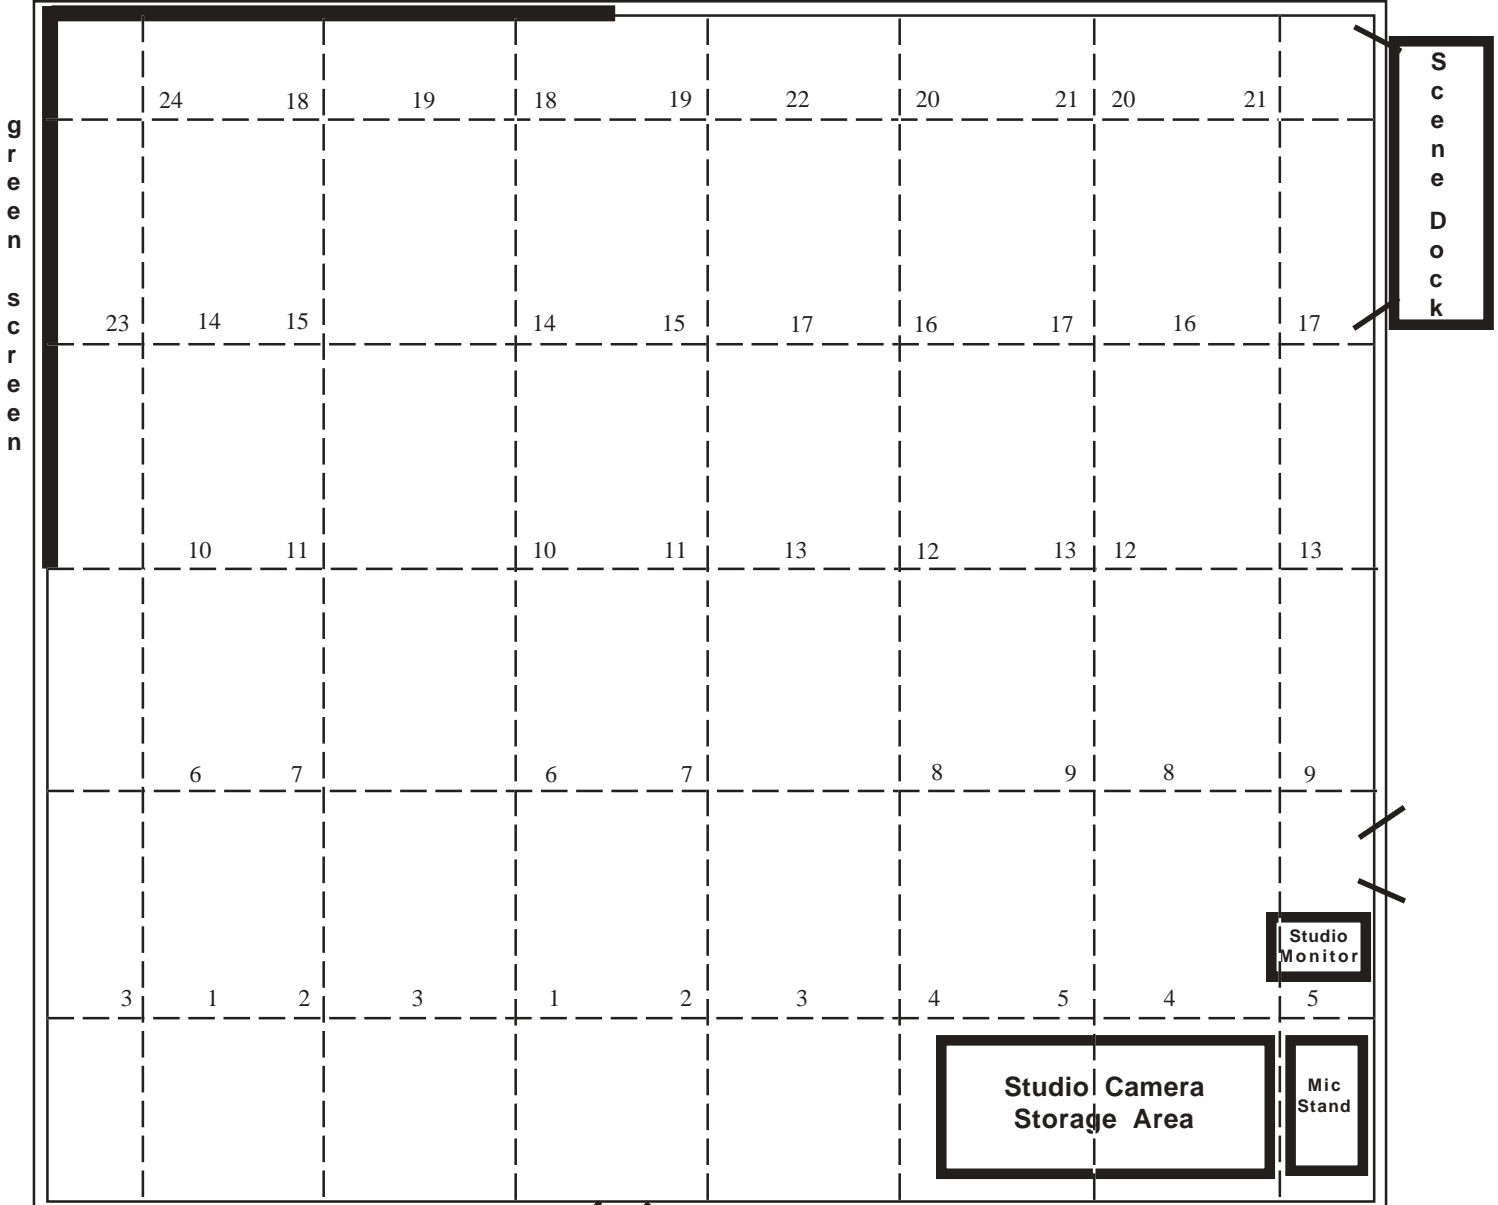 green screen
Scene Dock
24 18 19 18 19 22 20 21 20 21
23 14 15 14 15 17 16 17 16 17
10 11 10 11 13 12 13 12 13
6 7 6 7 8 9 8 9
Studio
Monitor
3 1 2 3 1 2 3 4 5 4 5
Studio Camera
Storage Area
Mic
Stand